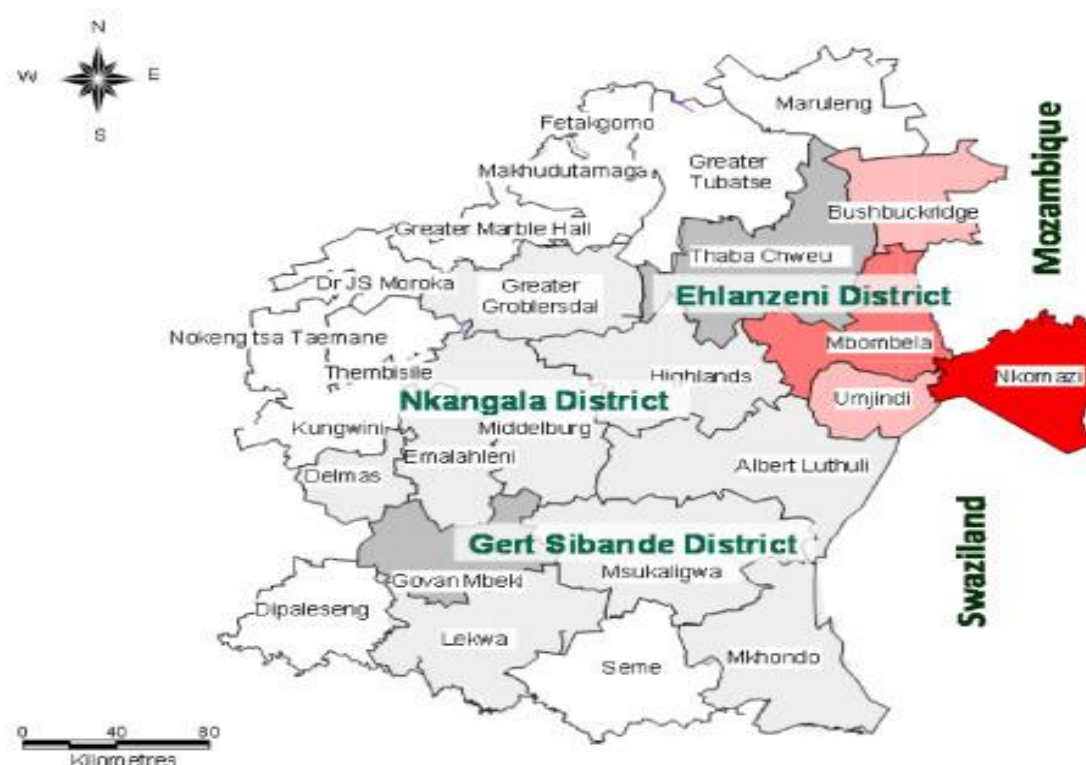 N
W E
S
Maruleng
Fetakgomo
Makhudutamaga
Greater
Tubatse
Bushbuckridge
Mozambique
Greater Marble Hall
Thaba Chweu
Dr JS Moroka
Greater
Groblersdal
Ehlanzeni District
Nokeng tsa Taemane
Mbombela
Thembisile
Highlands
Nkomazi
Nkangala District
Umjindi
Kungwini
Middelburg
Emalahleni
Delmas
Albert Luthuli
Swaziland
Gert Sibande District
Msukaligwa
Govan Mbeki
Dipaleseng
Lekwa
Seme
Mkhondo
0 40 80
Kilometres